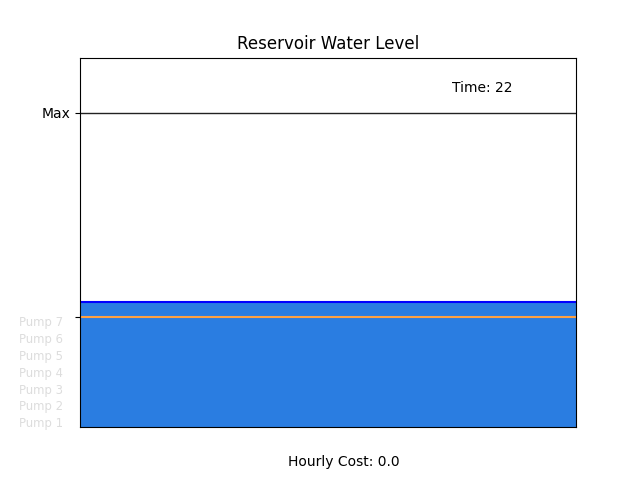 Reservoir Water Level
Time: 22
Max
Pump 7
Pump 6
Pump 5
Pump 4
Pump 3
Pump 2
Pump 1
Hourly Cost: 0.0